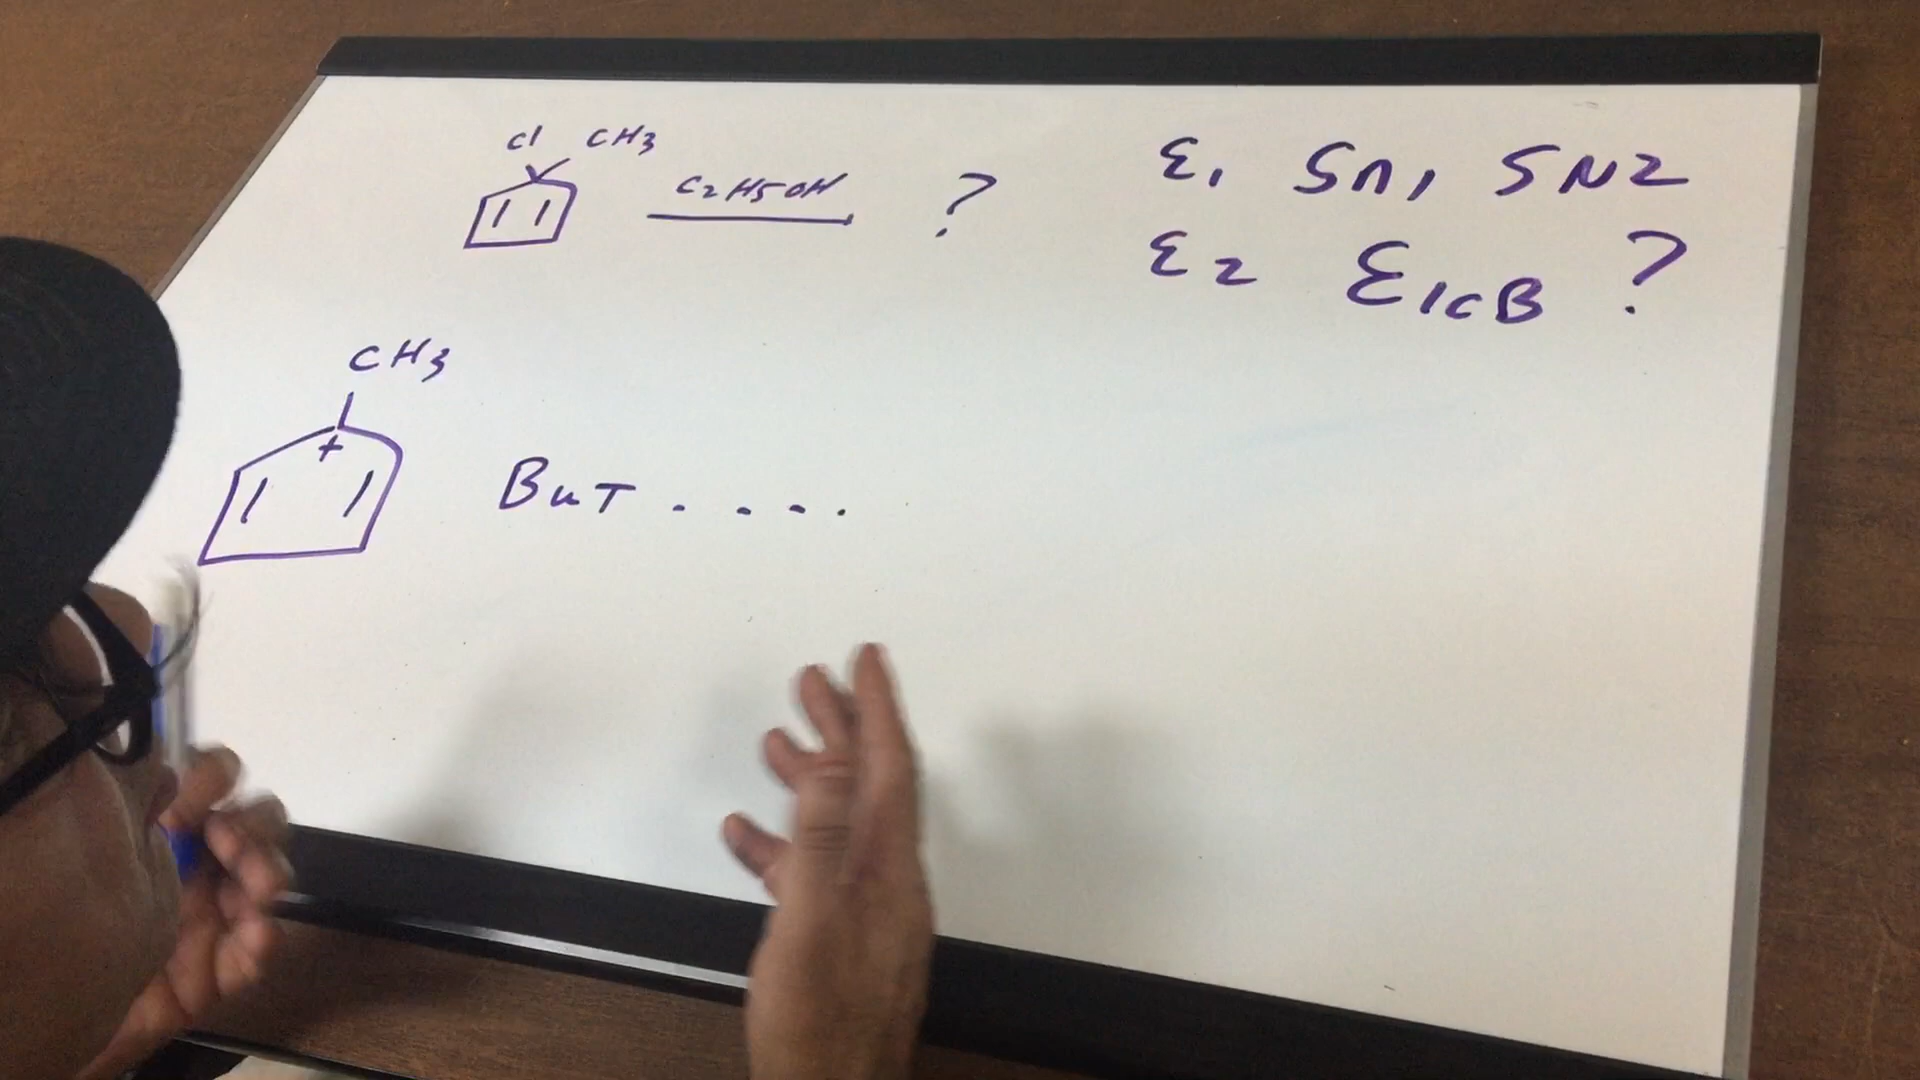 Cl CH3
C2H5OH ?
E1 SN1 SN2
E2 E1cB ?
CH3
+
BuT . . . .